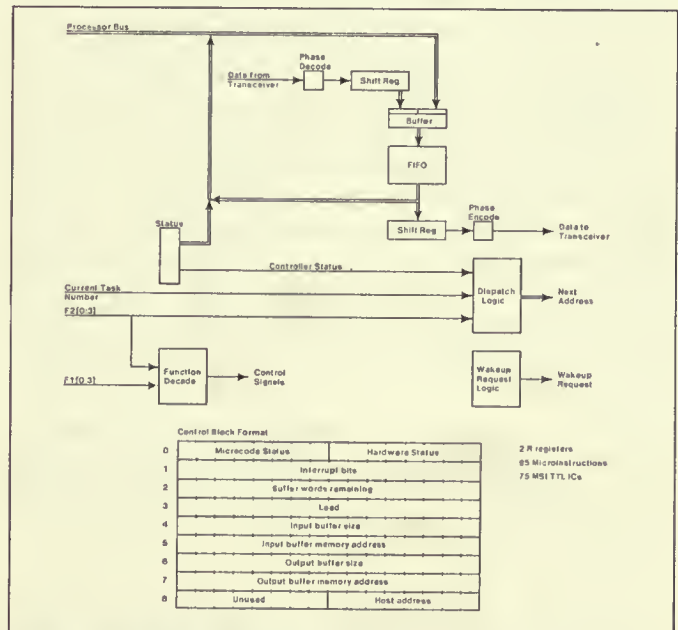 Processor Bus
Phase
Decode
Data from
Transceiver
Shift Reg
Buffer
FIFO
Status
Phase
Encode
Shift Reg
Data to
Transceiver
Controller Status
Current Task
Number
Dispatch
Logic
Next
Address
F2[0:3]
F1[0:3]
Function
Decade
Control
Signals
Wakeup
Request
Logic
Wakeup
Request
Control Block Format
0 Microcode Status Hardware Status
1 Interrupt bits
2 Buffer words remaining
3 Load
4 Input buffer size
5 Input buffer memory address
6 Output buffer size
7 Output buffer memory address
8 Unused Host address
2 R registers
95 Microinstructions
75 MSI TTL ICs